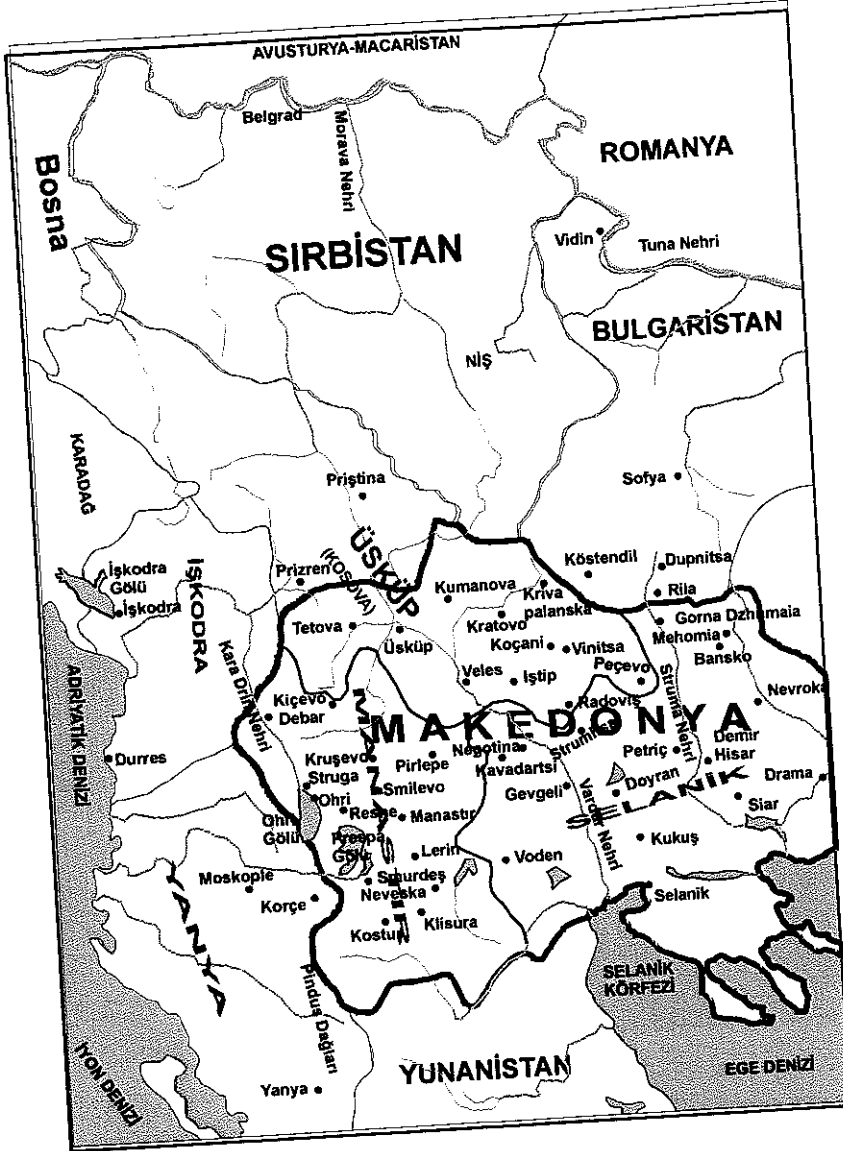 AVUSTURYA-MACARİSTAN
Belgrad
Morava Nehri
ROMANYA
Bosna
Vidin
Tuna Nehri
SIRBİSTAN
BULGARİSTAN
NİŞ
KARADAĞ
Priştina
Sofya
ÜSKÜP
(KOSOVA)
İşkodra
Gölü
İşkodra
İŞKODRA
Prizren
Kumanova
Kriva
palanska
Köstendil
Dupnitsa
Rila
Tetova
Üsküp
Kratovo
Koçani
Vinitsa
Gorna Dzhumaia
Mehomia
Bansko
Kara Drin Nehri
Veles
İştip
Peçevo
Struma Nehri
Nevroka
ADRİYATİK DENİZİ
Kiçevo
Debar
Radoviş
MAKEDONYA
Durres
Kruşevo
Struga
Pirlepe
Negotina
Kavadartsi
Petriç
Demir
Hisar
Smilevo
Gevgeli
Doyran
Drama
Ohri
Resne
Manastır
SELANİK
Siar
Ohri
Gölü
Prespa
Gölü
Vardar Nehri
Kukuş
MANASTIR
Lerin
Voden
YANYA
Moskopie
Smurdeş
Neveska
Selanik
Korçe
Kostur
Klisura
Pindus Dağları
SELANİK
KÖRFEZİ
İYON DENİZİ
YUNANİSTAN
EGE DENİZİ
Yanya